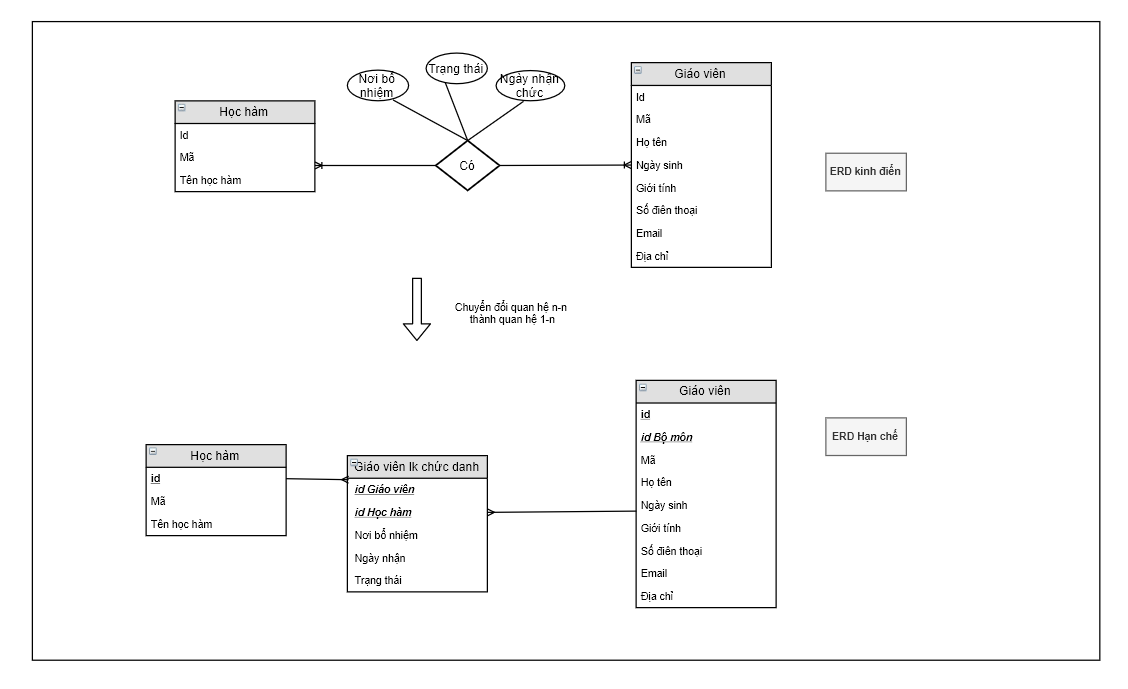 Nơi bổ
nhiệm
Trạng thái
Ngày nhận
chức
Học hàm
Id
Mã
Tên học hàm
Có
Giáo viên
Id
Mã
Họ tên
Ngày sinh
Giới tính
Số điên thoại
Email
Địa chỉ
ERD kinh điển
Chuyển đổi quan hệ n-n
thành quan hệ 1-n
Học hàm
id
Mã
Tên học hàm
Giáo viên lk chức danh
id Giáo viên
id Học hàm
Nơi bổ nhiệm
Ngày nhận
Trạng thái
Giáo viên
id
id Bộ môn
Mã
Họ tên
Ngày sinh
Giới tính
Số điên thoại
Email
Địa chỉ
ERD Hạn chế